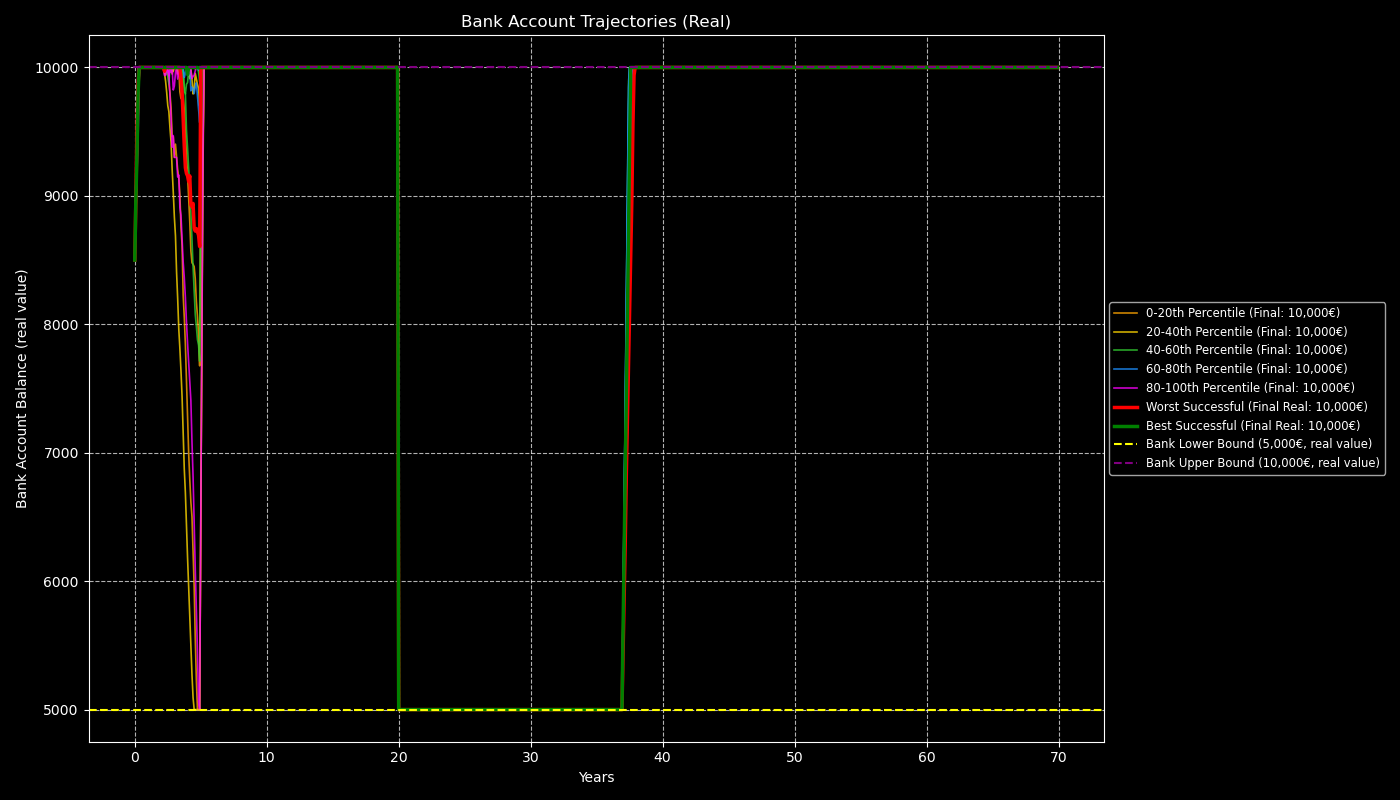 Bank Account Trajectories (Real)
Bank Account Balance (real value)
10000
9000
8000
7000
6000
5000
0 10 20 30 40 50 60 70
Years
0-20th Percentile (Final: 10,000€)
20-40th Percentile (Final: 10,000€)
40-60th Percentile (Final: 10,000€)
60-80th Percentile (Final: 10,000€)
80-100th Percentile (Final: 10,000€)
Worst Successful (Final Real: 10,000€)
Best Successful (Final Real: 10,000€)
Bank Lower Bound (5,000€, real value)
Bank Upper Bound (10,000€, real value)